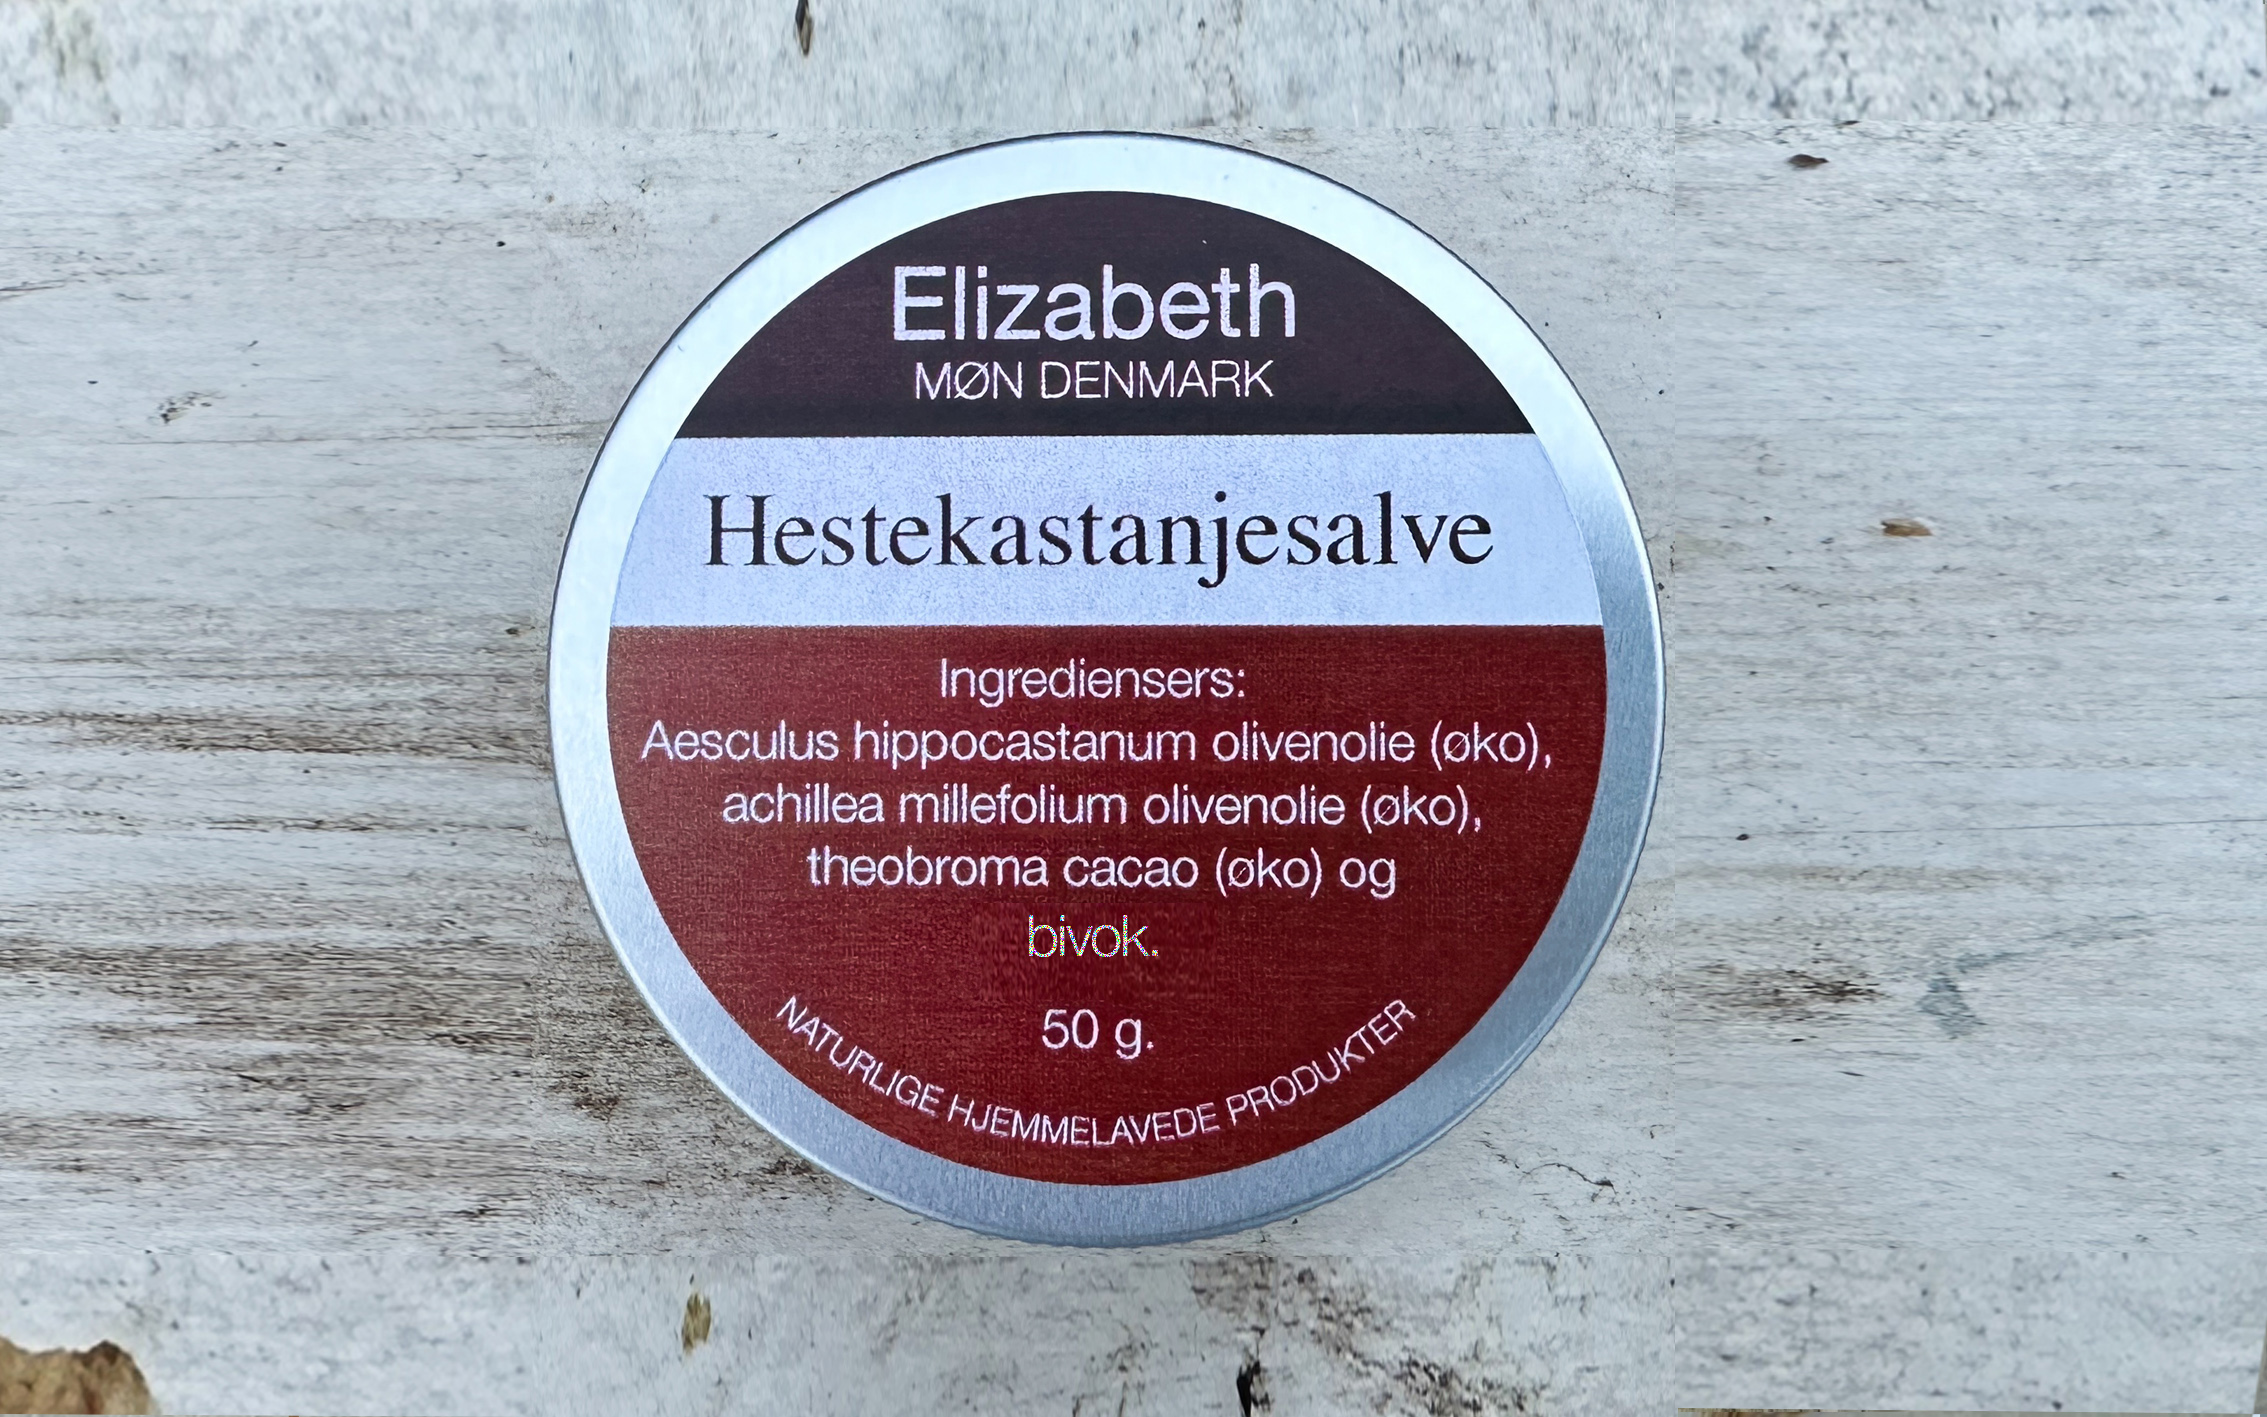 Elizabeth
MØN DENMARK
Hestekastanjesalve
Ingrediensers:
Aesculus hippocastanum olivenolie (øko),
achillea millefolium olivenolie (øko),
theobroma cacao (øko) og
bivok.
50 g.
NATURLIGE HJEMMELAVEDE PRODUKTER